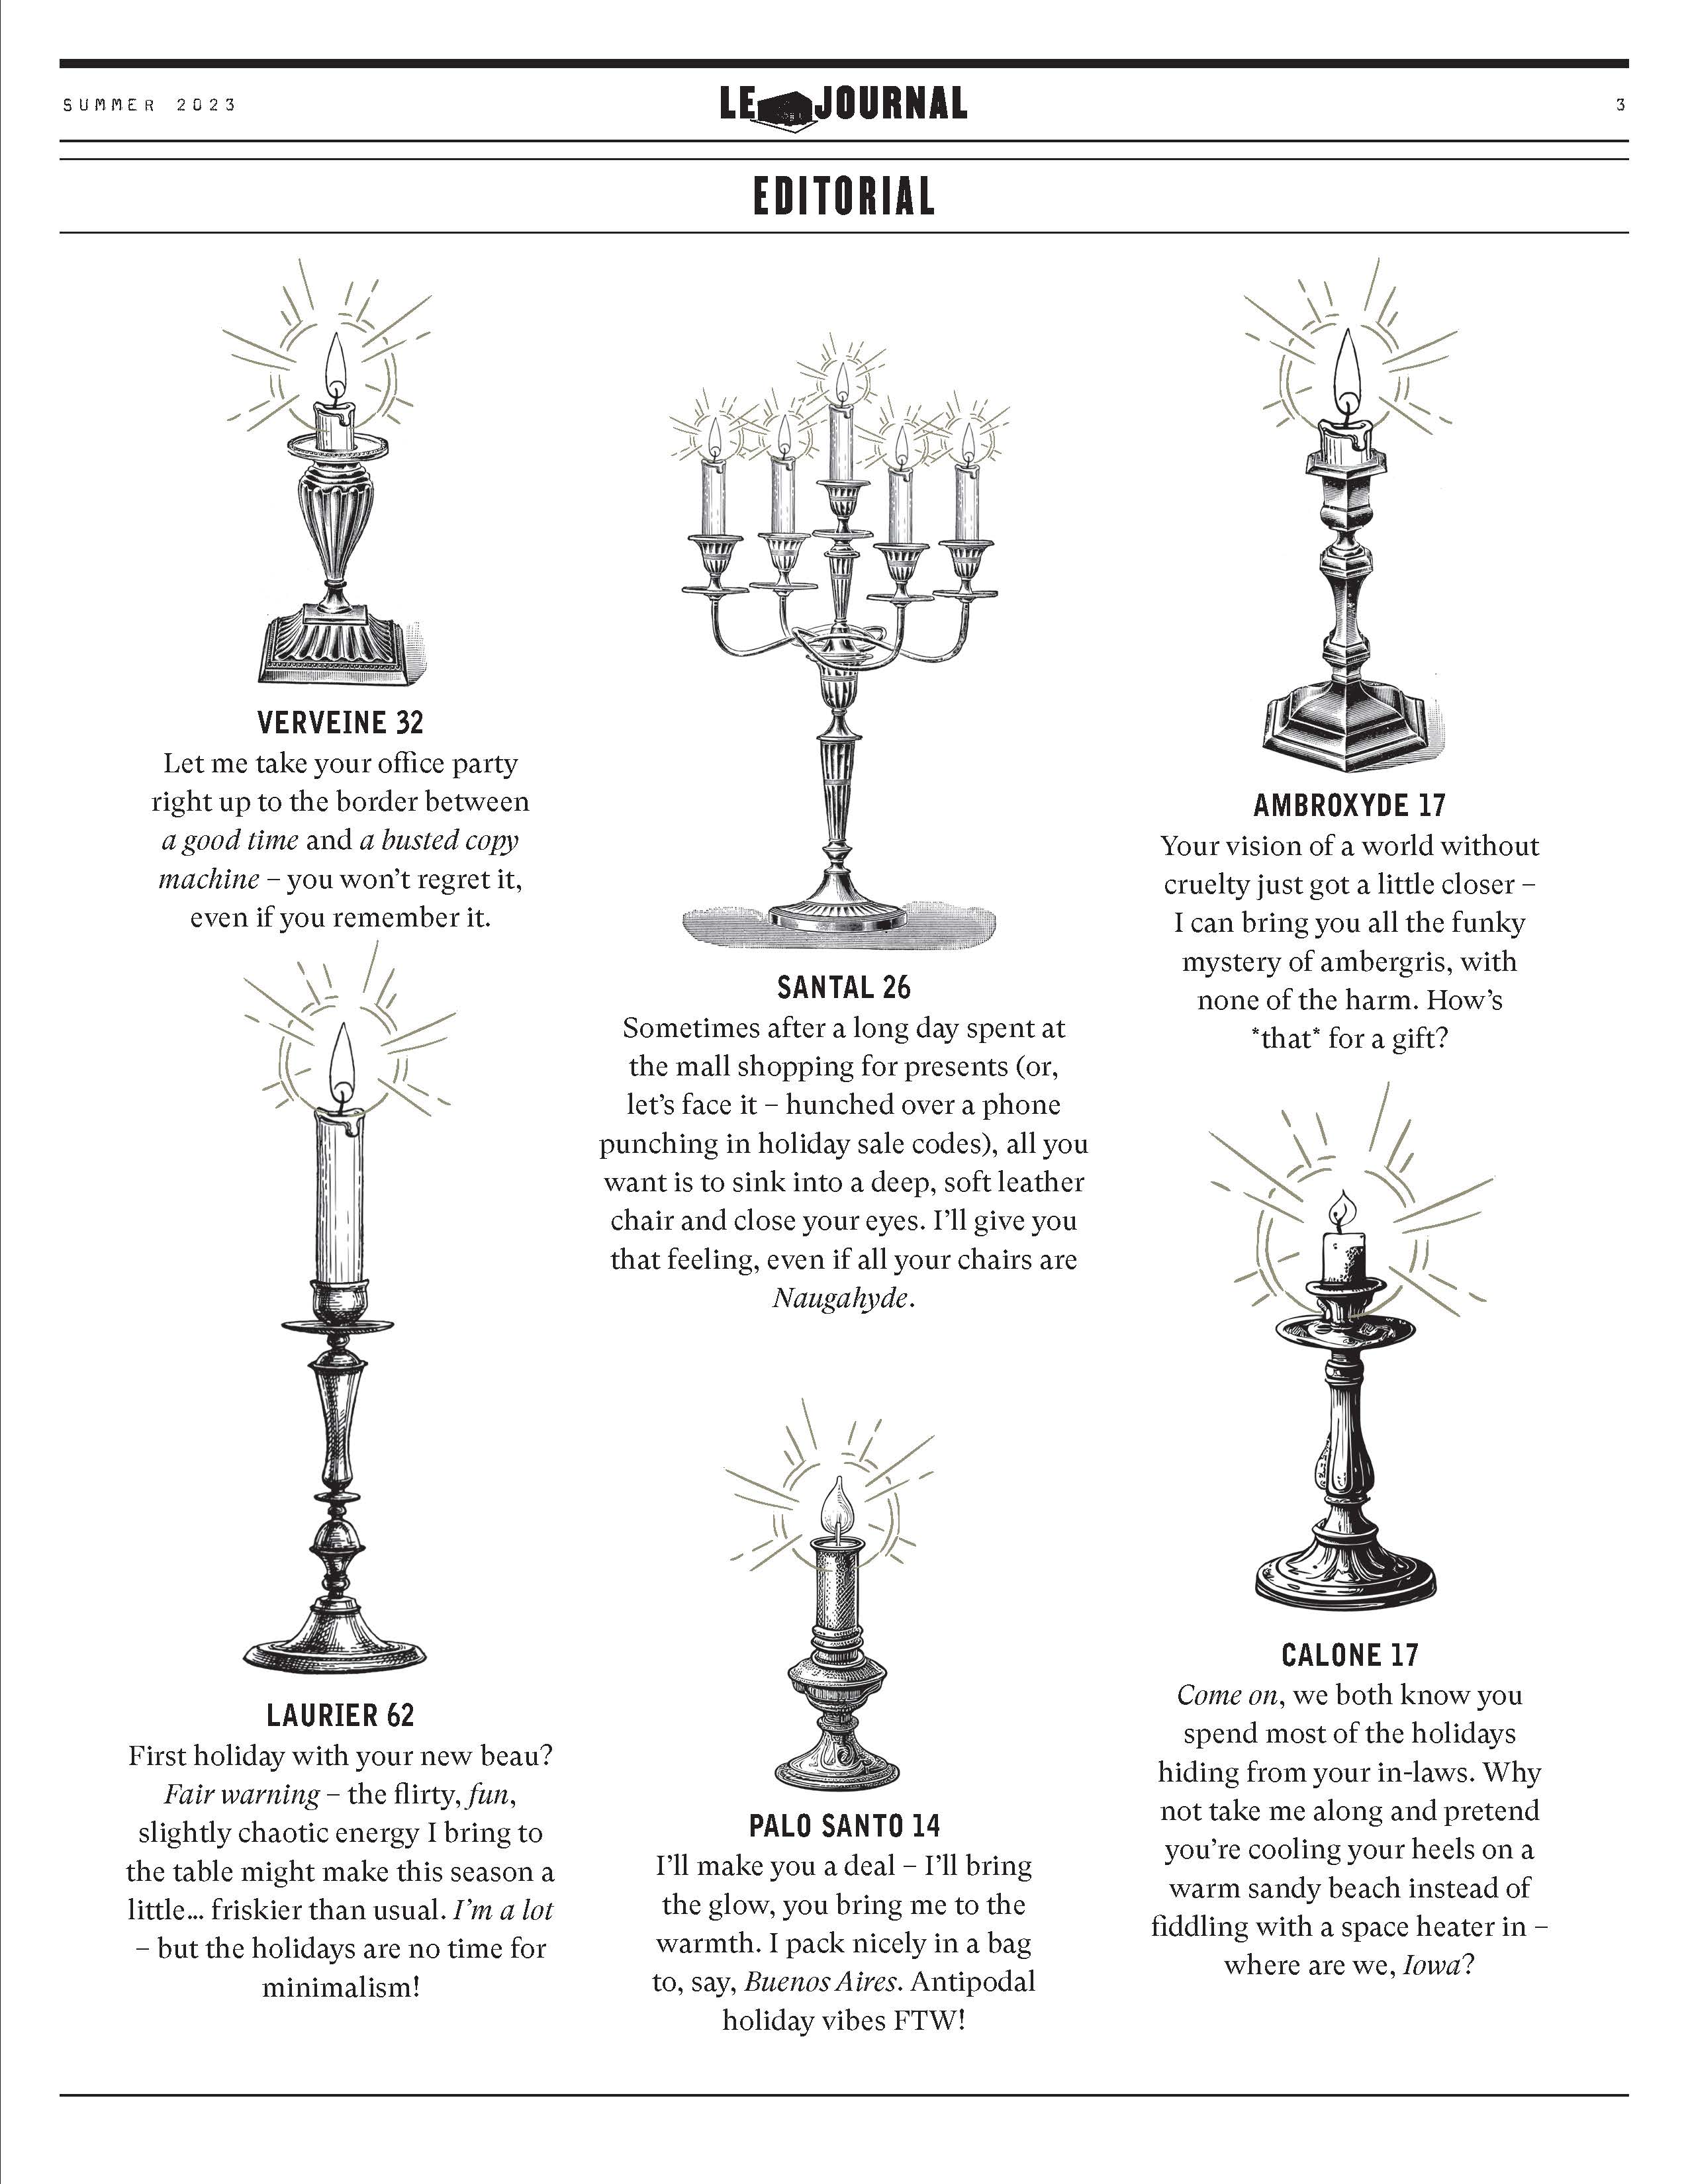 SUMMER 2023
LE JOURNAL
3
EDITORIAL
VERVEINE 32
Let me take your office party
right up to the border between
a good time and a busted copy
machine – you won’t regret it,
even if you remember it.
LAURIER 62
First holiday with your new beau?
Fair warning – the flirty, fun,
slightly chaotic energy I bring to
the table might make this season a
little... friskier than usual. I’m a lot
– but the holidays are no time for
minimalism!
SANTAL 26
Sometimes after a long day spent at
the mall shopping for presents (or,
let’s face it – hunched over a phone
punching in holiday sale codes), all you
want is to sink into a deep, soft leather
chair and close your eyes. I’ll give you
that feeling, even if all your chairs are
Naugahyde.
PALO SANTO 14
I’ll make you a deal – I’ll bring
the glow, you bring me to the
warmth. I pack nicely in a bag
to, say, Buenos Aires. Antipodal
holiday vibes FTW!
AMBROXYDE 17
Your vision of a world without
cruelty just got a little closer –
I can bring you all the funky
mystery of ambergris, with
none of the harm. How’s
*that* for a gift?
CALONE 17
Come on, we both know you
spend most of the holidays
hiding from your in-laws. Why
not take me along and pretend
you’re cooling your heels on a
warm sandy beach instead of
fiddling with a space heater in –
where are we, Iowa?